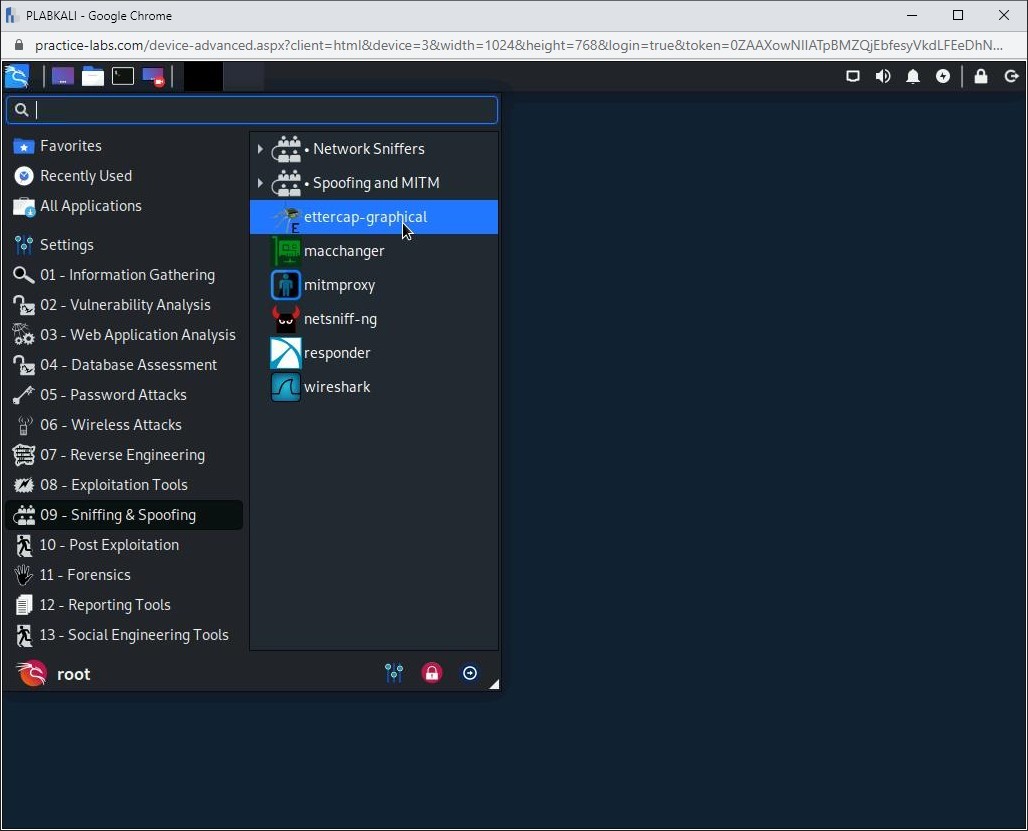 PLABKALI - Google Chrome
practice-labs.com/device-advanced.aspx?client=html&device=3&width=1024&height=768&login=true&token=0ZAAXowNIIATpBMZQjEbfesyVkdLFEeDhN...
Favorites
Recently Used
All Applications
Settings
01 - Information Gathering
02 - Vulnerability Analysis
03 - Web Application Analysis
04 - Database Assessment
05 - Password Attacks
06 - Wireless Attacks
07 - Reverse Engineering
08 - Exploitation Tools
09 - Sniffing & Spoofing
10 - Post Exploitation
11 - Forensics
12 - Reporting Tools
13 - Social Engineering Tools
• Network Sniffers
• Spoofing and MITM
E
ettercap-graphical
macchanger
mitmproxy
netsniff-ng
responder
wireshark
root